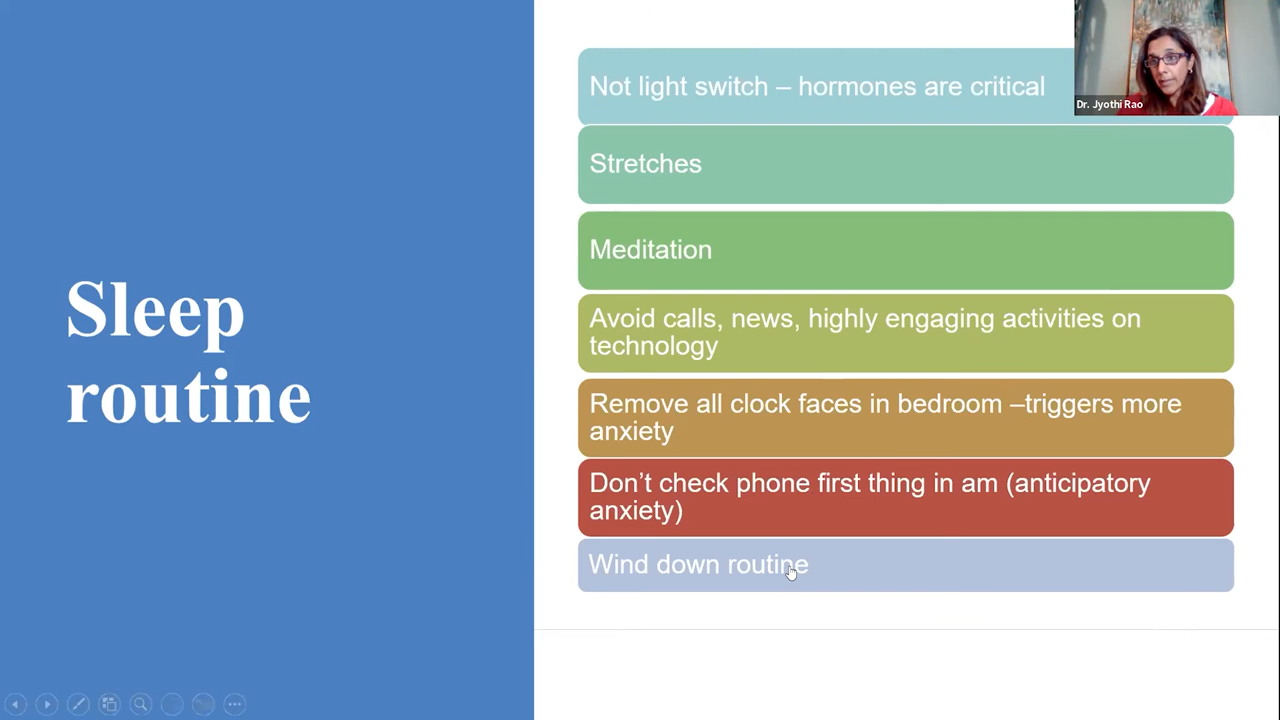 Sleep
routine
Not light switch – hormones are critical
Stretches
Meditation
Avoid calls, news, highly engaging activities on
technology
Remove all clock faces in bedroom –triggers more
anxiety
Don’t check phone first thing in am (anticipatory
anxiety)
Wind down routine
Dr. Jyothi Rao